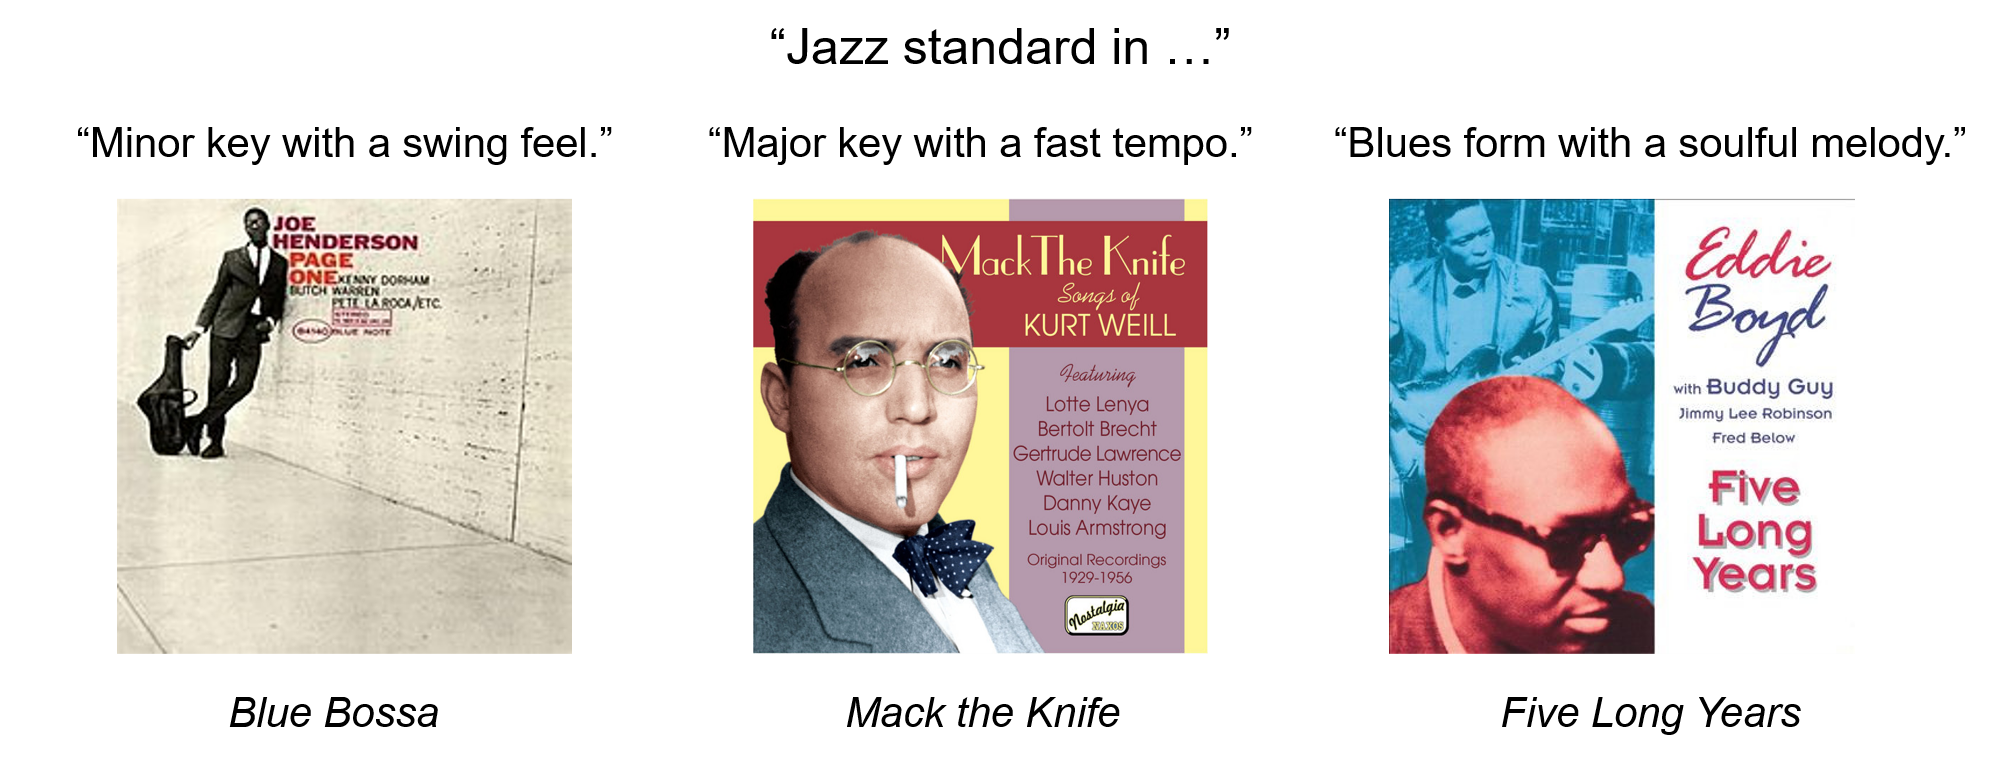 “Jazz standard in …”
“Minor key with a swing feel.”
“Major key with a fast tempo.”
“Blues form with a soulful melody.”
JOE
HENDERSON
PAGE
ONE KENNY DORHAM
BUTCH WARREN
PETE LA ROCA/ETC.
STEREO
84140 BLUE NOTE
Mack The Knife
Songs of
KURT WEILL
Featuring
Lotte Lenya
Bertolt Brecht
Gertrude Lawrence
Walter Huston
Danny Kaye
Louis Armstrong
Original Recordings
1929-1956
Nostalgia
NAXOS
Eddie
Boyd
with Buddy Guy
Jimmy Lee Robinson
Fred Below
Five
Long
Years
Blue Bossa
Mack the Knife
Five Long Years